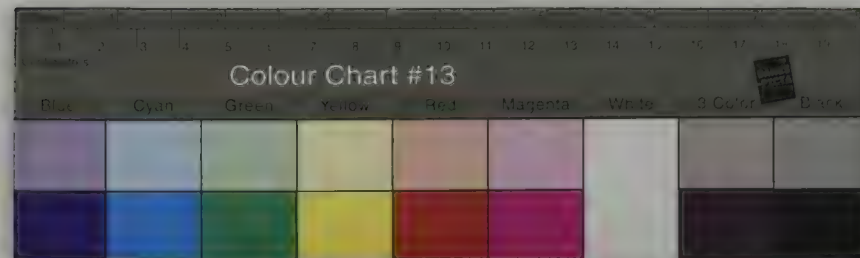 1 2 3 4 5 6 7 8 9 10 11 12 13 14 15 16 17 18 19
Centimetres
Colour Chart #13
Blue Cyan Green Yellow Red Magenta White 3 Color Black